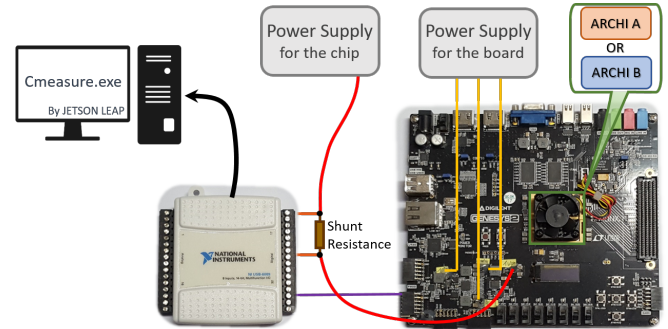 Power Supply
for the chip
Power Supply
for the board
ARCHI A
OR
ARCHI B
Cmeasure.exe
By JETSON LEAP
Shunt
Resistance
NATIONAL
INSTRUMENTS
DIGILENT
GENESYS 2